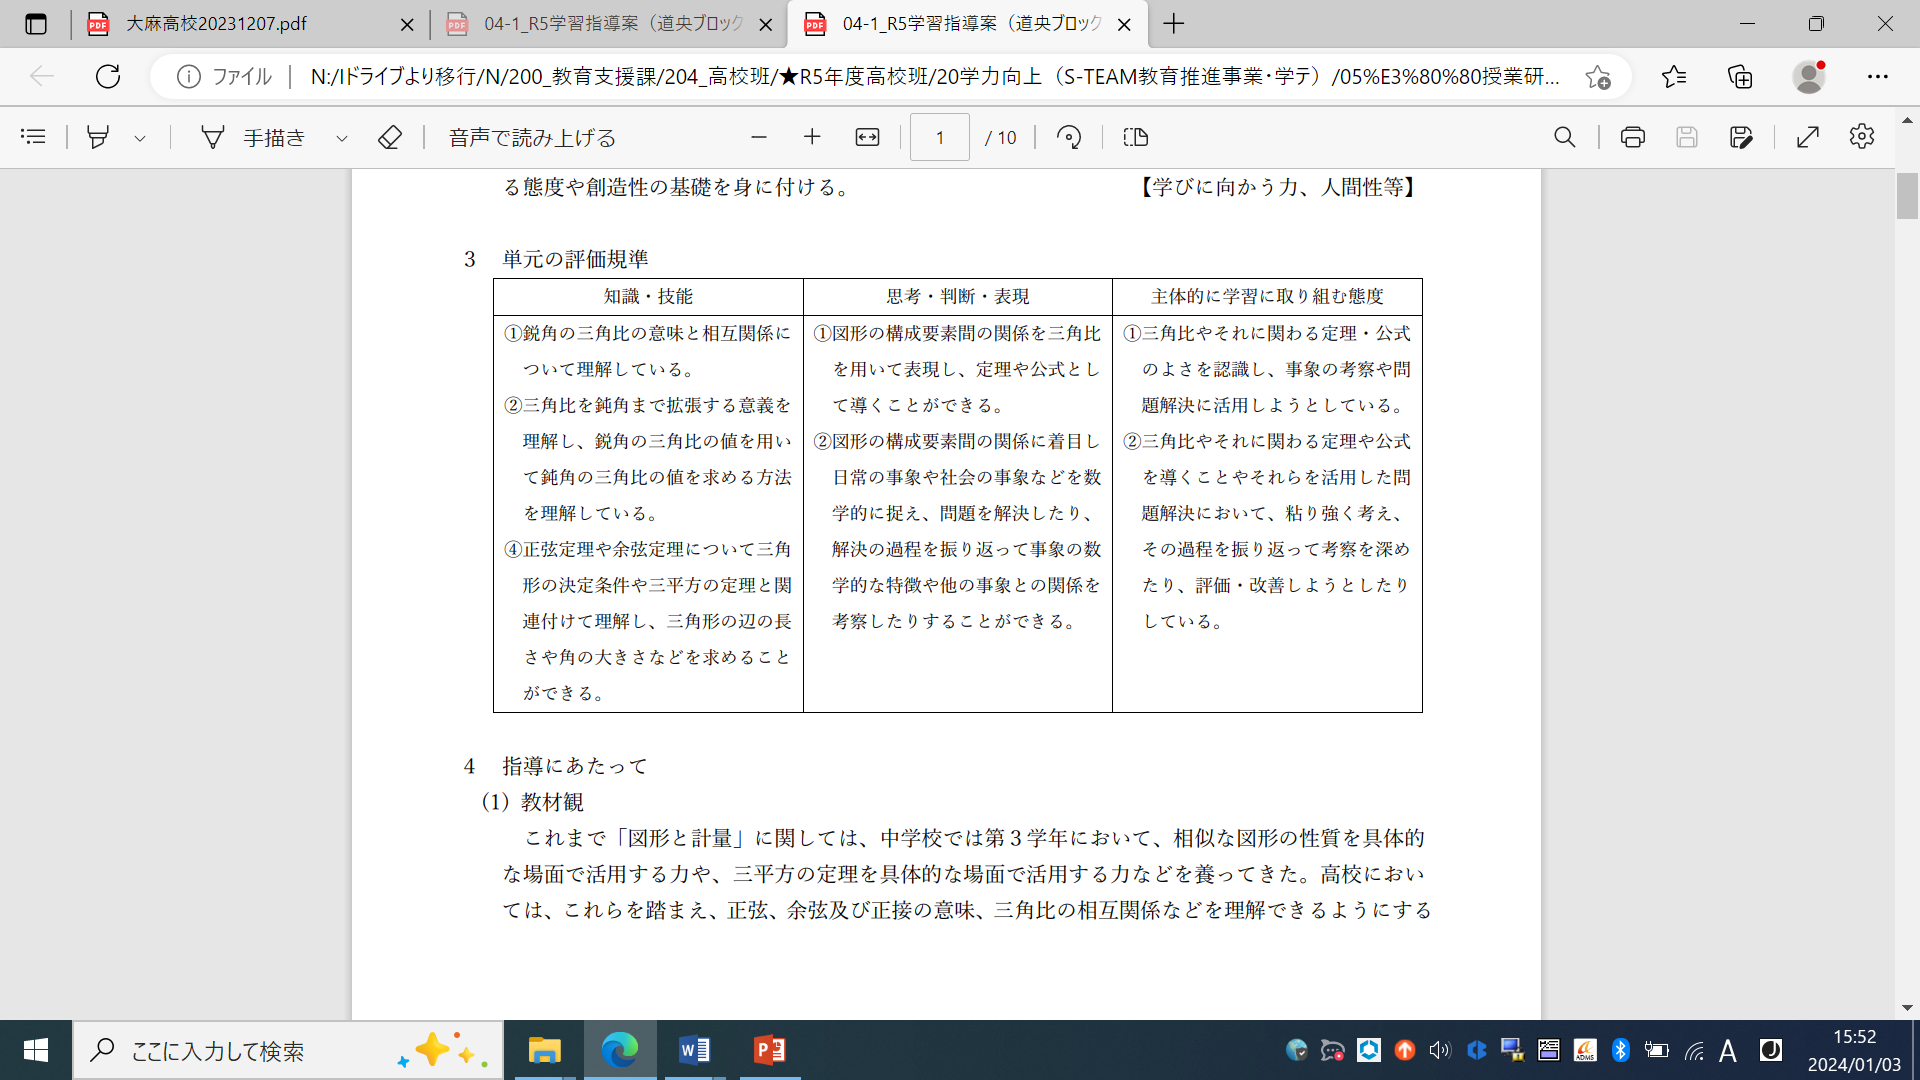 大麻高校20231207.pdf
04-1_R5学習指導案（道央ブロック
04-1_R5学習指導案（道央ブロック
ファイル
N:/Iドライブより移行/N/200_教育支援課/204_高校班/★R5年度高校班/20学力向上（S-TEAM教育推進事業・学テ）/05%E3%80%80授業研...
手描き
音声で読み上げる
1
/ 10
る態度や創造性の基礎を身に付ける。 【学びに向かう力、人間性等】
３ 単元の評価規準
知識・技能
思考・判断・表現
主体的に学習に取り組む態度
①鋭角の三角比の意味と相互関係に
ついて理解している。
②三角比を鈍角まで拡張する意義を
理解し、鋭角の三角比の値を用い
て鈍角の三角比の値を求める方法
を理解している。
④正弦定理や余弦定理について三角
形の決定条件や三平方の定理と関
連付けて理解し、三角形の辺の長
さや角の大きさなどを求めること
ができる。
①図形の構成要素間の関係を三角比
を用いて表現し、定理や公式とし
て導くことができる。
②図形の構成要素間の関係に着目し
日常の事象や社会の事象などを数
学的に捉え、問題を解決したり、
解決の過程を振り返って事象の数
学的な特徴や他の事象との関係を
考察したりすることができる。
①三角比やそれに関わる定理・公式
のよさを認識し、事象の考察や問
題解決に活用しようとしている。
②三角比やそれに関わる定理や公式
を導くことやそれらを活用した問
題解決において、粘り強く考え、
その過程を振り返って考察を深め
たり、評価・改善しようとしたり
している。
４ 指導にあたって
（1）教材観
これまで「図形と計量」に関しては、中学校では第３学年において、相似な図形の性質を具体的
な場面で活用する力や、三平方の定理を具体的な場面で活用する力などを養ってきた。高校におい
ては、これらを踏まえ、正弦、余弦及び正接の意味、三角比の相互関係などを理解できるようにする
ここに入力して検索
A
15:52
2024/01/03